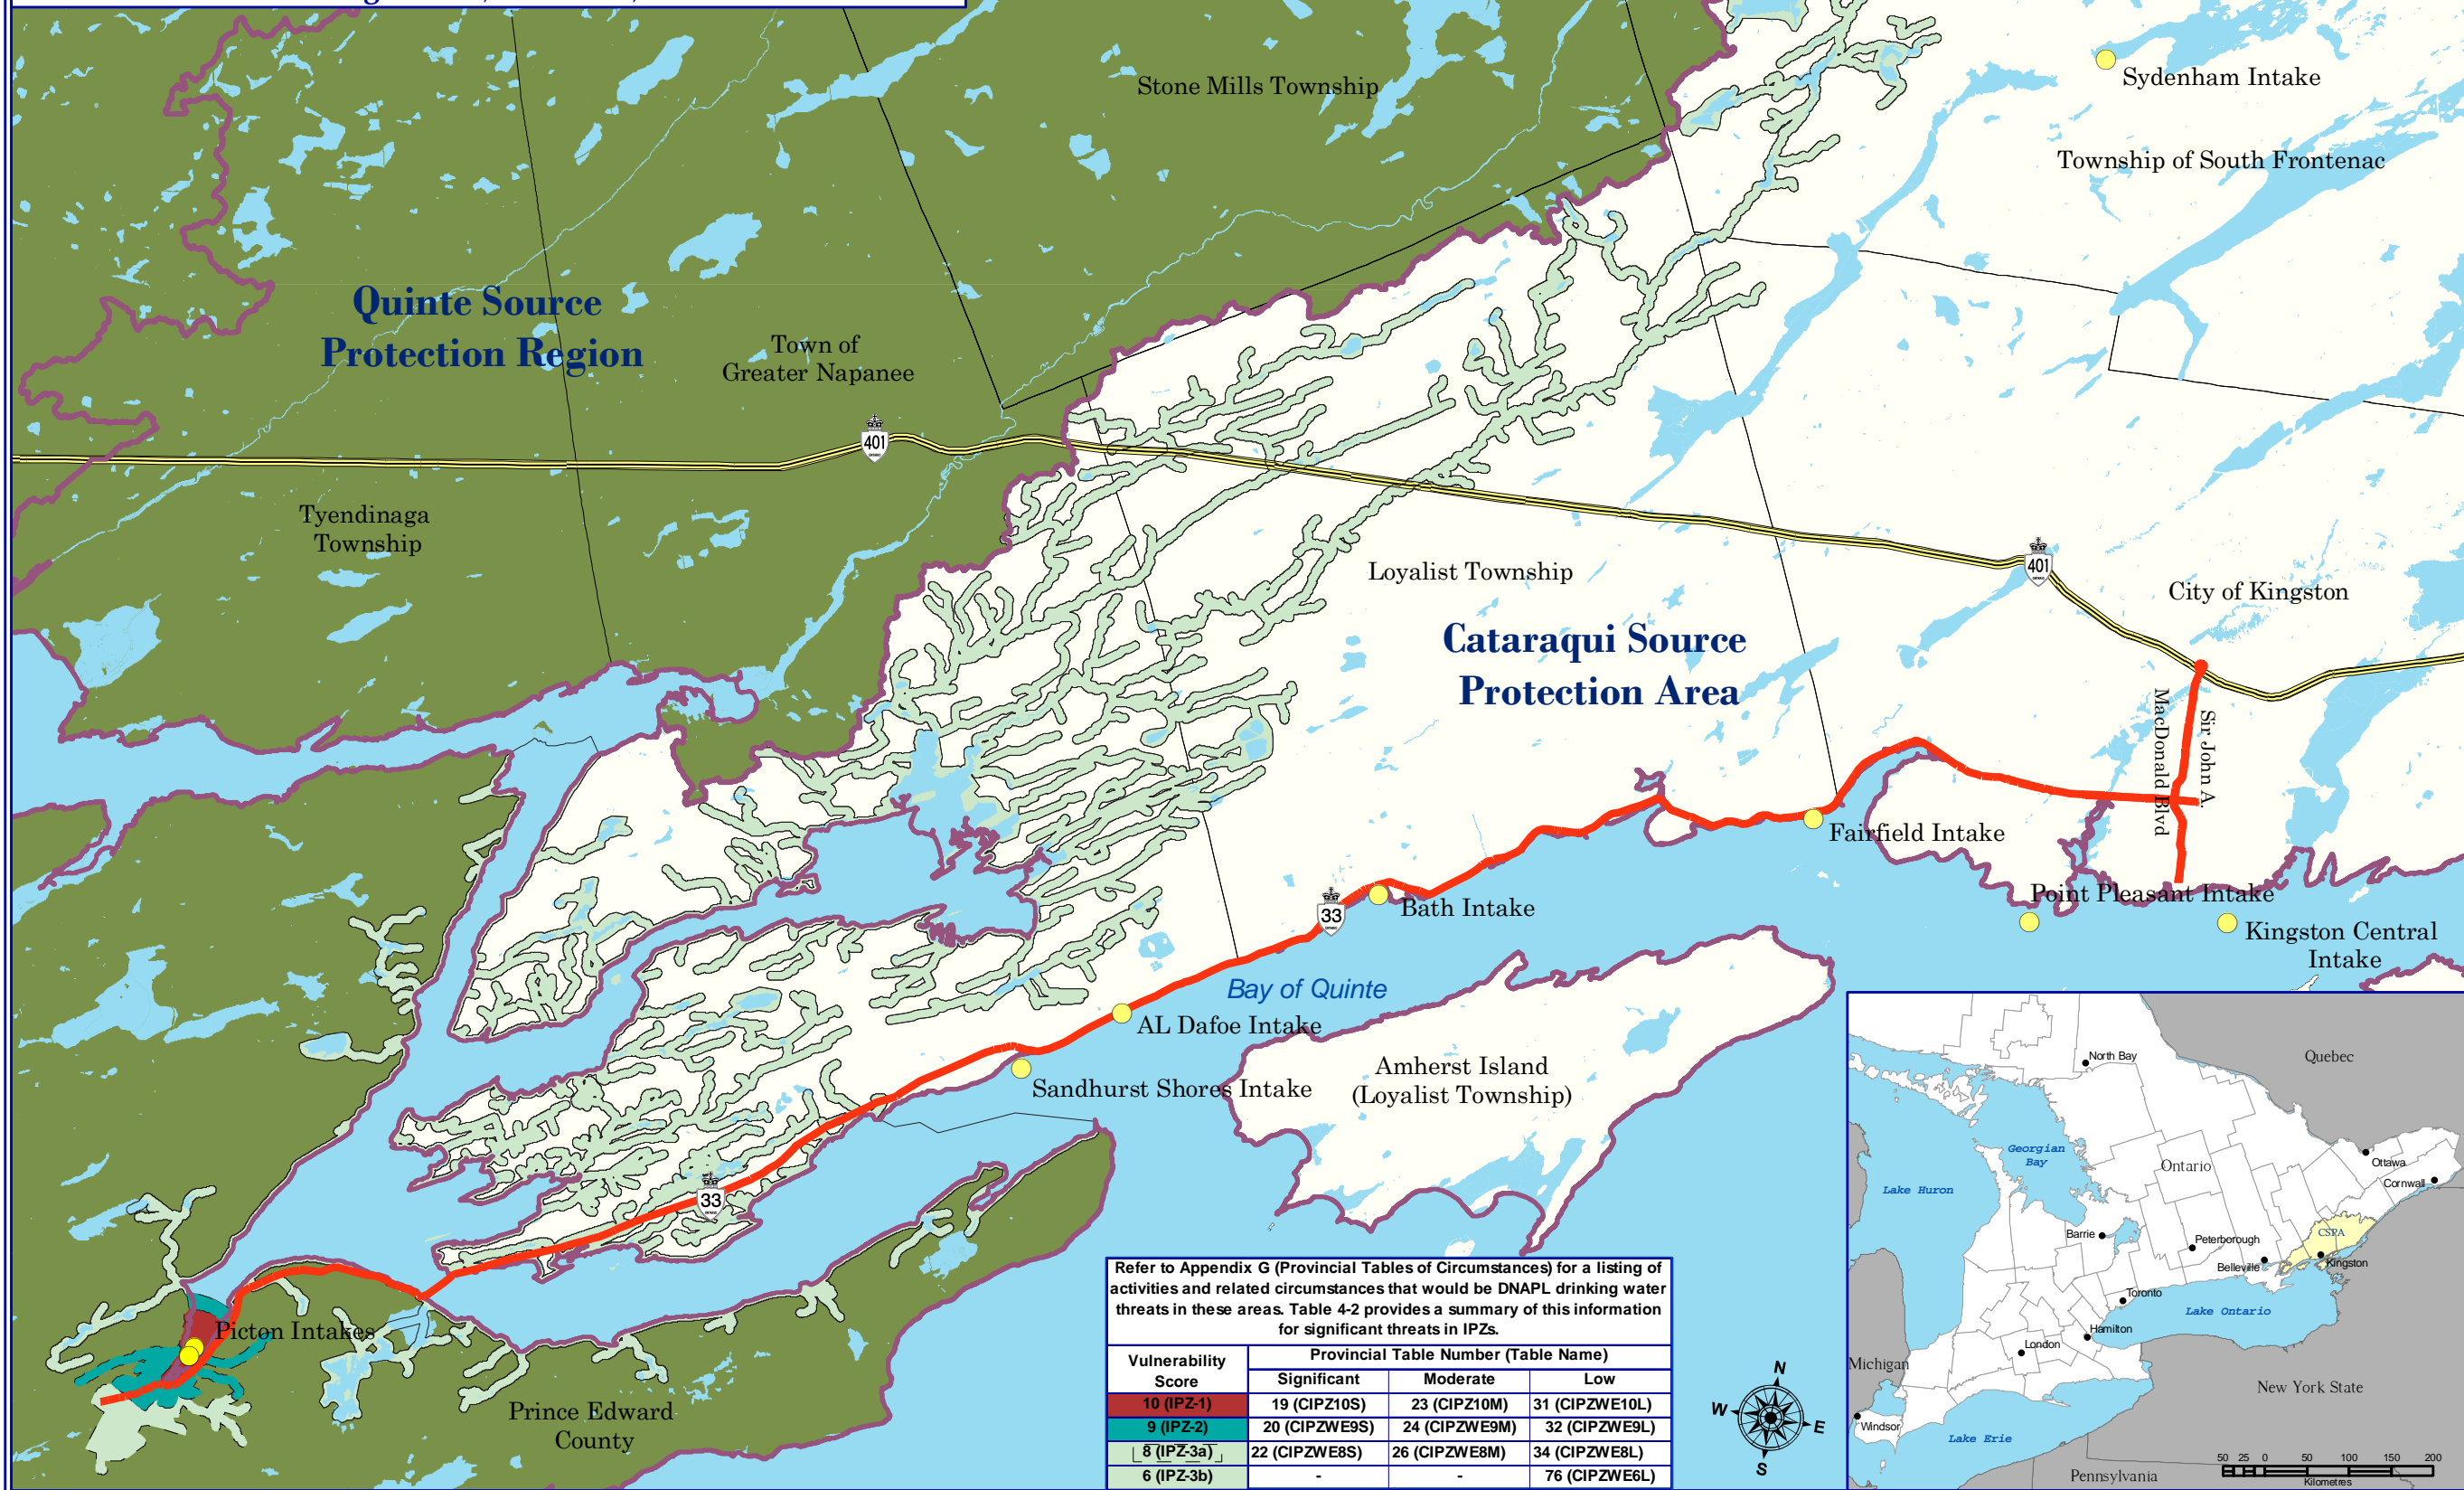 Stone Mills Township
Sydenham Intake
Township of South Frontenac
Quinte Source
Protection Region
Town of
Greater Napanee
401
Tyendinaga
Township
401
Loyalist Township
City of Kingston
Cataraqui Source
Protection Area
Sir John A.
MacDonald Blvd
Fairfield Intake
Point Pleasant Intake
33
Bath Intake
Kingston Central
Intake
Bay of Quinte
AL Dafoe Intake
Sandhurst Shores Intake
Amherst Island
(Loyalist Township)
33
Picton Intakes
Prince Edward
County
Refer to Appendix G (Provincial Tables of Circumstances) for a listing of
activities and related circumstances that would be DNAPL drinking water
threats in these areas. Table 4-2 provides a summary of this information
for significant threats in IPZs.
Vulnerability
Score
Provincial Table Number (Table Name)
Significant Moderate Low
10 (IPZ-1) 19 (CIPZ10S) 23 (CIPZ10M) 31 (CIPZWE10L)
9 (IPZ-2) 20 (CIPZWE9S) 24 (CIPZWE9M) 32 (CIPZWE9L)
8 (IPZ-3a) 22 (CIPZWE8S) 26 (CIPZWE8M) 34 (CIPZWE8L)
6 (IPZ-3b) - - 76 (CIPZWE6L)
N
W
E
S
North Bay
Quebec
Georgian
Bay
Ontario
Ottawa
Cornwall
Lake Huron
Barrie
Peterborough
CSPA
Belleville
Kingston
Toronto
Lake Ontario
Hamilton
London
Michigan
New York State
Windsor
Lake Erie
Pennsylvania
50 25 0 50 100 150 200
Kilometres